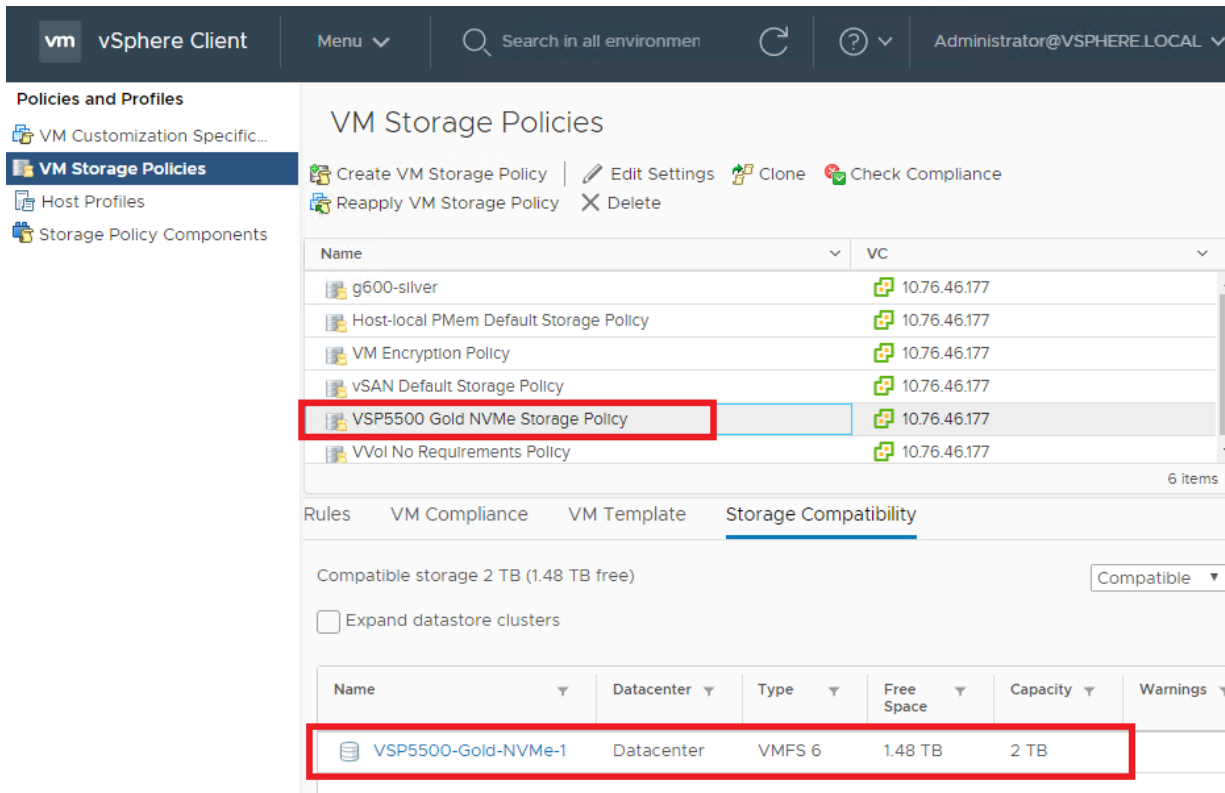 vm vSphere Client Menu Search in all environmen Administrator@VSPHERE.LOCAL
Policies and Profiles
VM Customization Specific...
VM Storage Policies
Host Profiles
Storage Policy Components
VM Storage Policies
Create VM Storage Policy Edit Settings Clone Check Compliance
Reapply VM Storage Policy Delete
Name VC
g600-silver 10.76.46.177
Host-local PMem Default Storage Policy 10.76.46.177
VM Encryption Policy 10.76.46.177
vSAN Default Storage Policy 10.76.46.177
VSP5500 Gold NVMe Storage Policy 10.76.46.177
VVol No Requirements Policy 10.76.46.177
6 items
Rules VM Compliance VM Template Storage Compatibility
Compatible storage 2 TB (1.48 TB free) Compatible
Expand datastore clusters
Name Datacenter Type Free Capacity Warnings
Space
VSP5500-Gold-NVMe-1 Datacenter VMFS 6 1.48 TB 2 TB